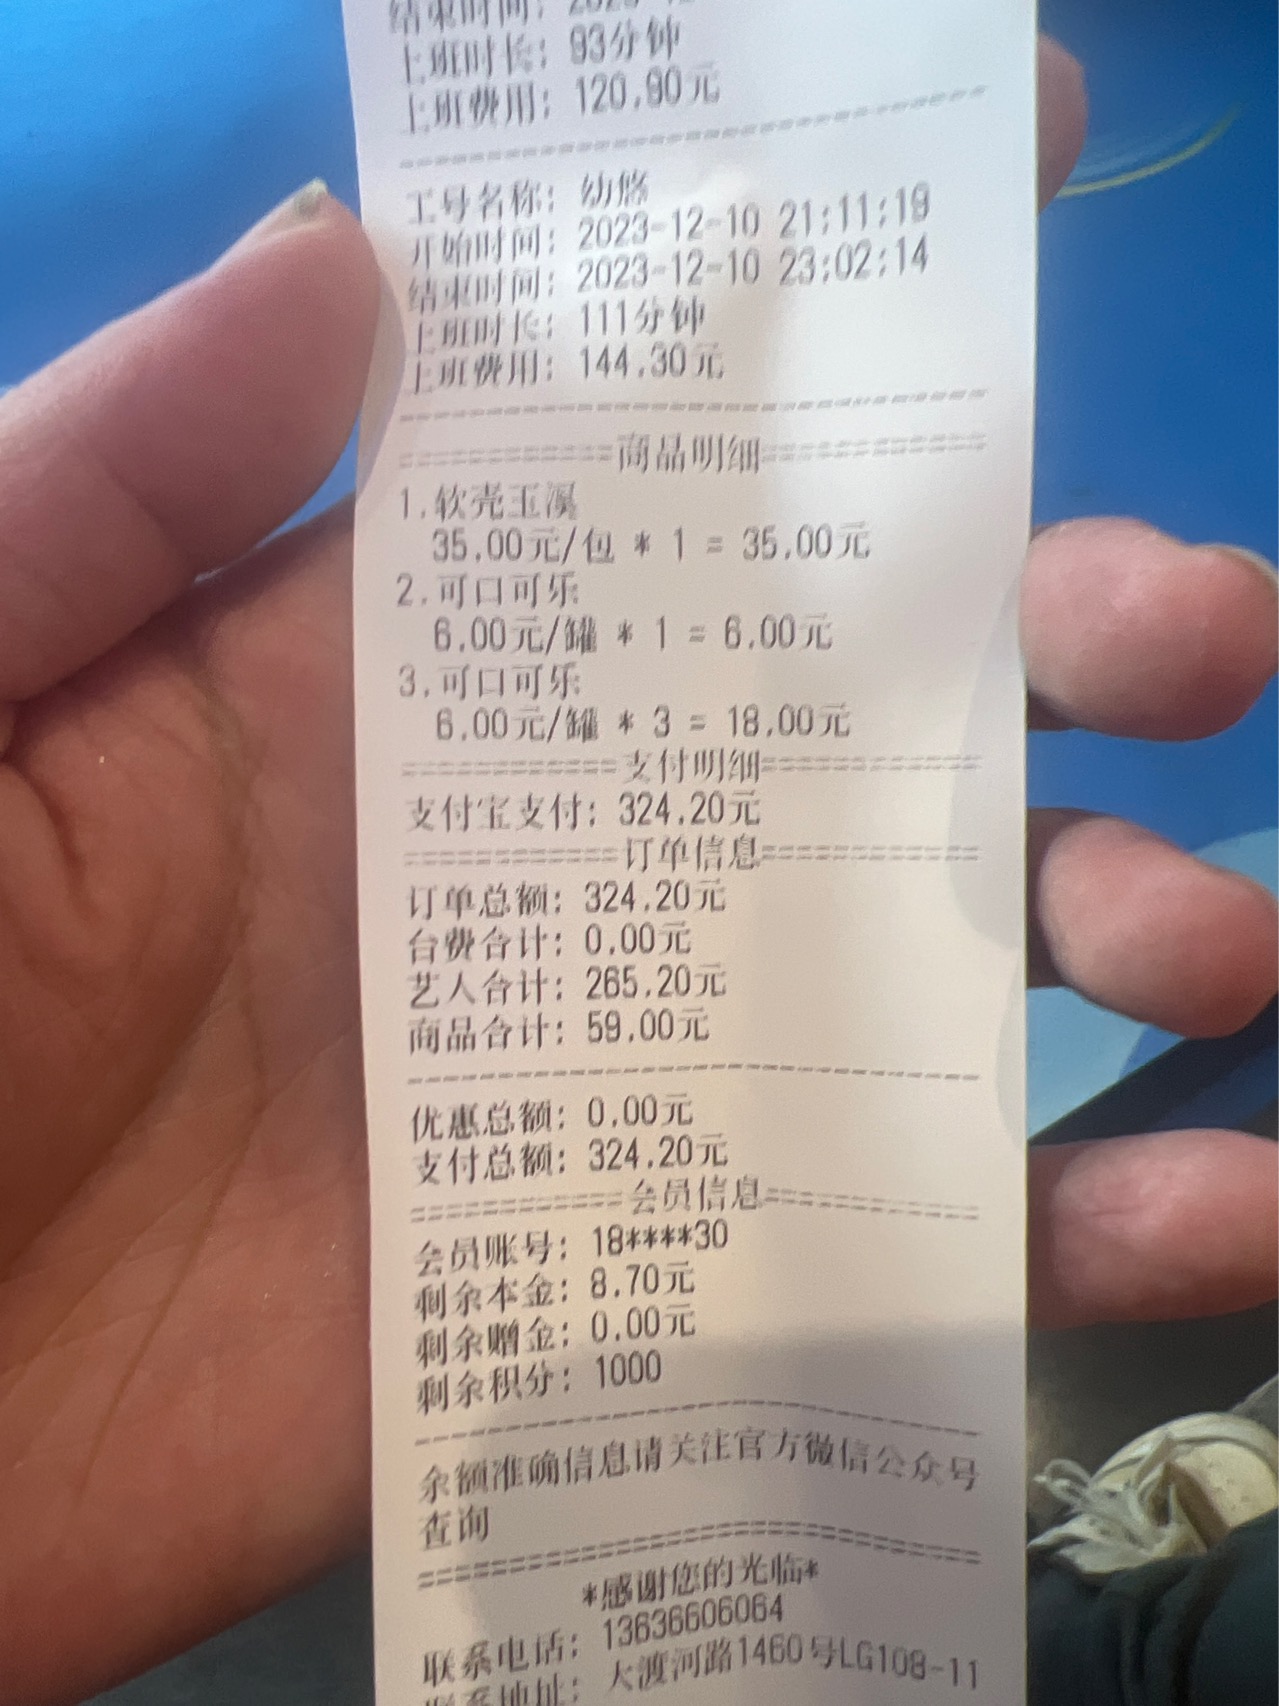 结束时间: 2023-12
上班时长: 93分钟
上班费用: 120.90元
工号名称: 幼悠
开始时间: 2023-12-10 21:11:19
结束时间: 2023-12-10 23:02:14
上班时长: 111分钟
上班费用: 144.30元
============商品明细============
1.软壳玉溪
35.00元/包 * 1 = 35.00元
2.可口可乐
6.00元/罐 * 1 = 6.00元
3.可口可乐
6.00元/罐 * 3 = 18.00元
============支付明细============
支付宝支付: 324.20元
============订单信息============
订单总额: 324.20元
台费合计: 0.00元
艺人合计: 265.20元
商品合计: 59.00元
优惠总额: 0.00元
支付总额: 324.20元
============会员信息============
会员账号: 18****30
剩余本金: 8.70元
剩余赠金: 0.00元
剩余积分: 1000
余额准确信息请关注官方微信公众号
查询
*感谢您的光临*
联系电话: 13636606064
联系地址: 大渡河路1460号LG108-11